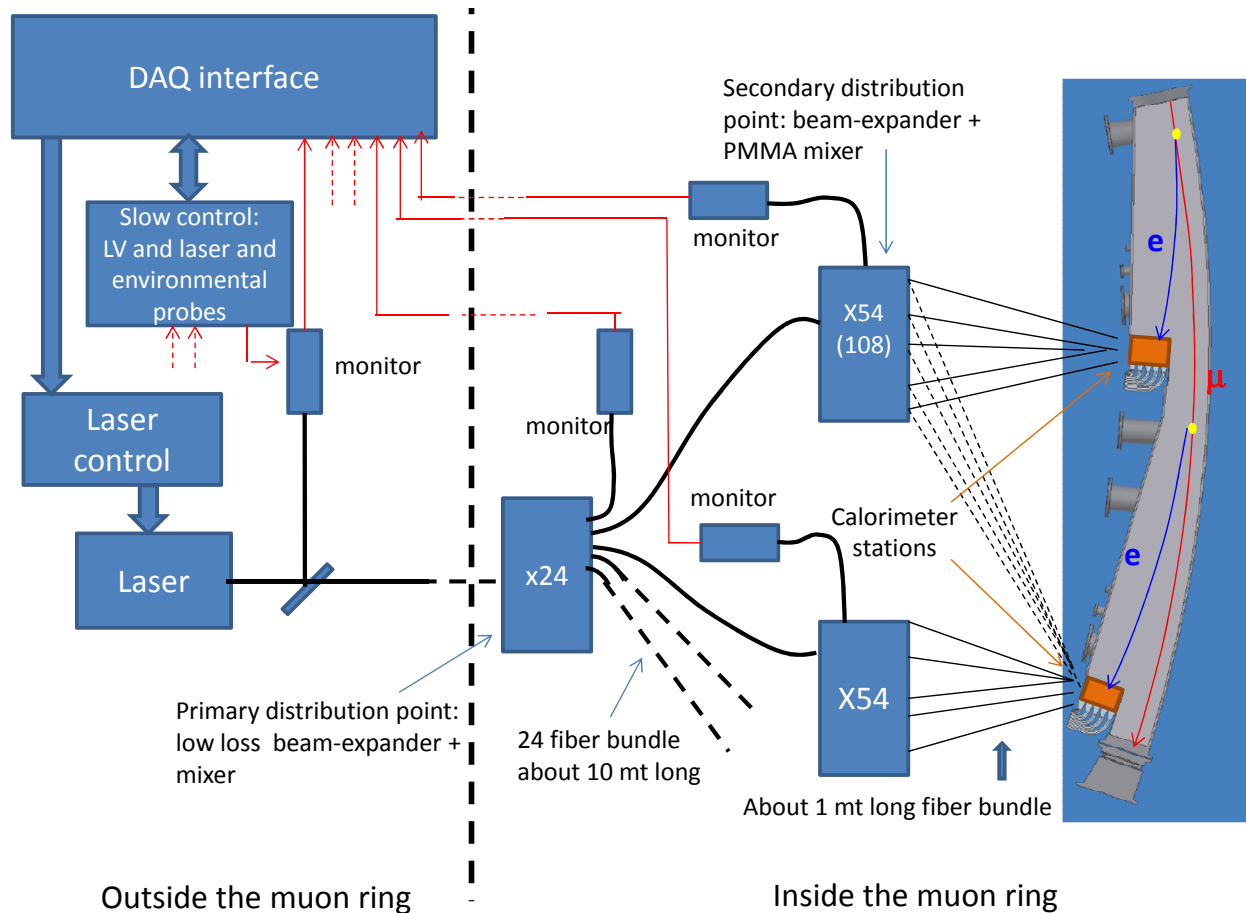 DAQ interface
Slow control:
LV and laser and
environmental
probes
monitor
Laser
control
Laser
Primary distribution point:
low loss beam-expander +
mixer
Outside the muon ring
Secondary distribution
point: beam-expander +
PMMA mixer
monitor
monitor
monitor
X54
(108)
x24
X54
Calorimeter
stations
24 fiber bundle
about 10 mt long
About 1 mt long fiber bundle
e
μ
e
Inside the muon ring